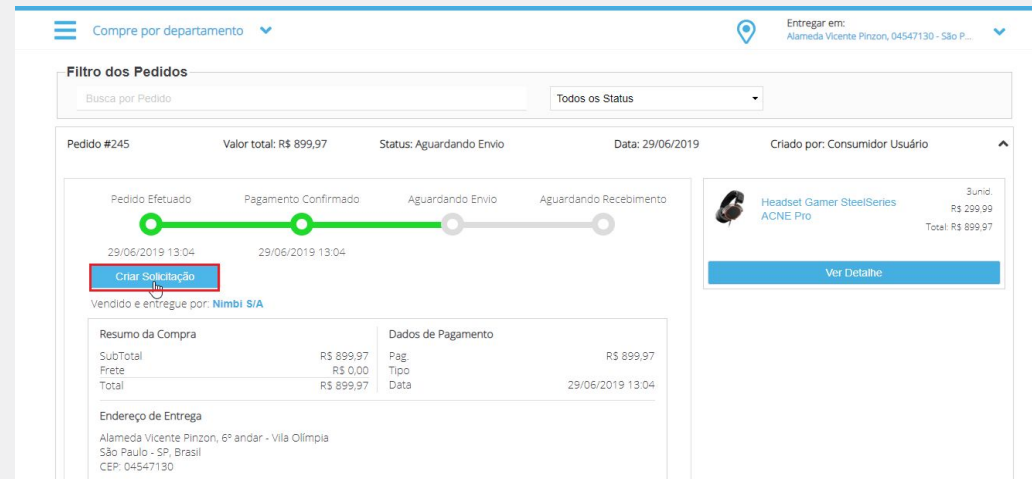 Compre por departamento
Entregar em:
Alameda Vicente Pinzon, 04547130 - São P...
Filtro dos Pedidos
Busca por Pedido
Todos os Status
Pedido #245 Valor total: R$ 899,97 Status: Aguardando Envio Data: 29/06/2019 Criado por: Consumidor Usuário
Pedido Efetuado Pagamento Confirmado Aguardando Envio Aguardando Recebimento
29/06/2019 13:04 29/06/2019 13:04
Criar Solicitação
Vendido e entregue por: Nimbi S/A
Resumo da Compra
SubTotal R$ 899,97
Frete R$ 0,00
Total R$ 899,97
Dados de Pagamento
Pag. R$ 899,97
Tipo
Data 29/06/2019 13:04
Endereço de Entrega
Alameda Vicente Pinzon, 6º andar - Vila Olímpia
São Paulo - SP, Brasil
CEP: 04547130
Headset Gamer SteelSeries
ACNE Pro
3unid.
R$ 299,99
Total: R$ 899,97
Ver Detalhe